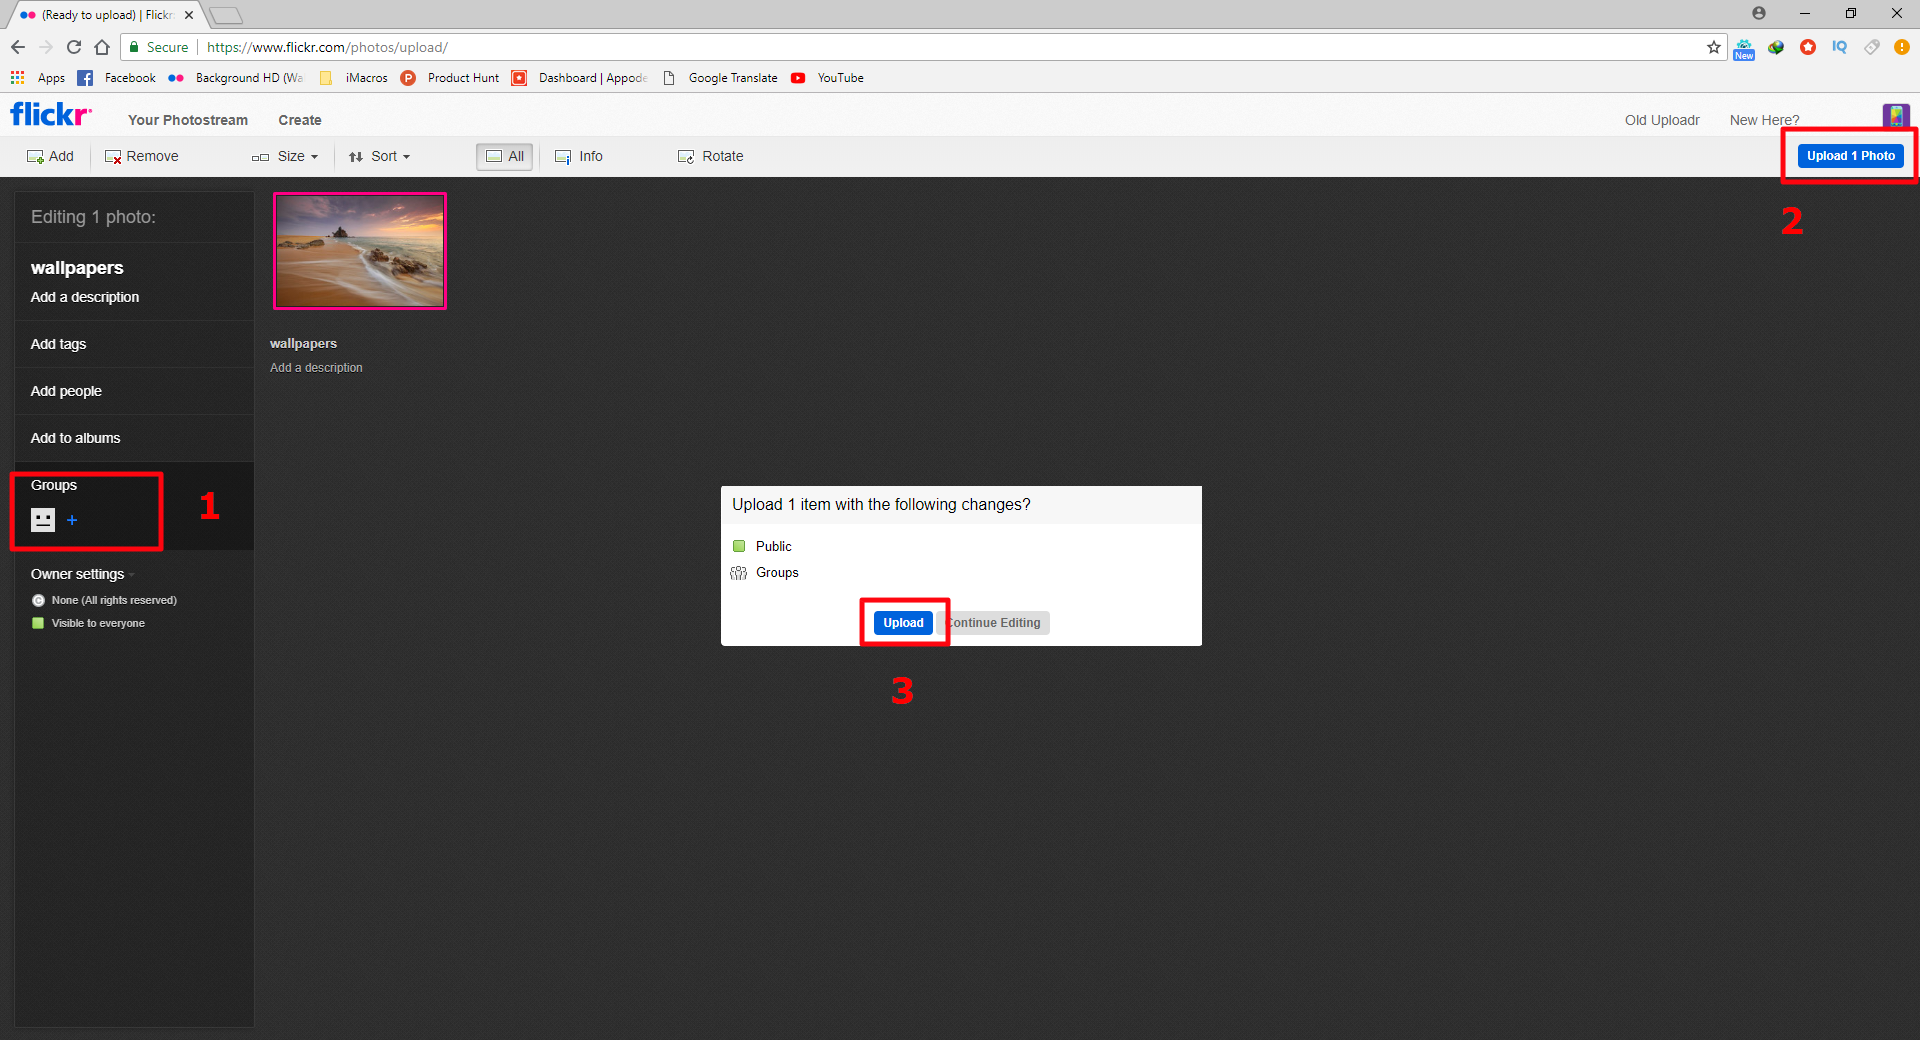 (Ready to upload) | Flickr
Secure https://www.flickr.com/photos/upload/
New IQ
Apps Facebook Background HD (Wa iMacros Product Hunt Dashboard | Appode Google Translate YouTube
flickr Your Photostream Create Old Uploadr New Here?
Add Remove Size Sort All Info Rotate Upload 1 Photo
2
Editing 1 photo:
wallpapers
Add a description
Add tags
Add people
Add to albums
Groups
+
1
Owner settings
None (All rights reserved)
Visible to everyone
wallpapers
Add a description
Upload 1 item with the following changes?
Public
Groups
Upload Continue Editing
3